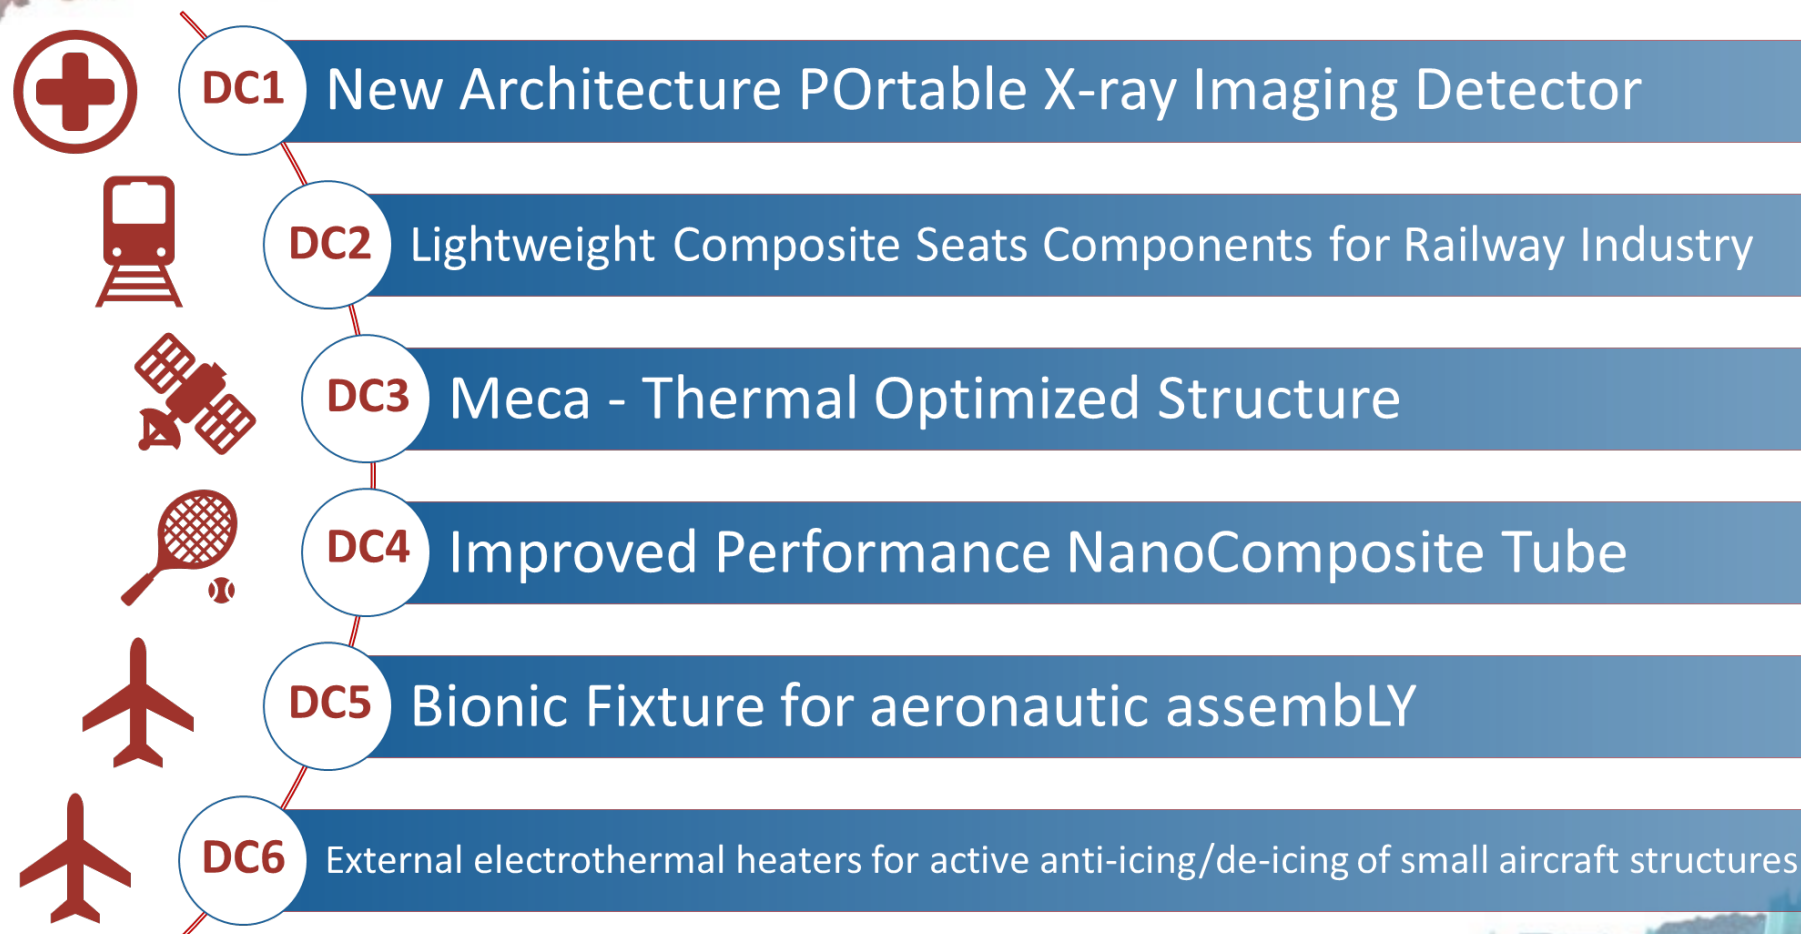 DC1 New Architecture POrtable X-ray Imaging Detector
DC2 Lightweight Composite Seats Components for Railway Industry
DC3 Meca - Thermal Optimized Structure
DC4 Improved Performance NanoComposite Tube
DC5 Bionic Fixture for aeronautic assembLY
DC6 External electrothermal heaters for active anti-icing/de-icing of small aircraft structures